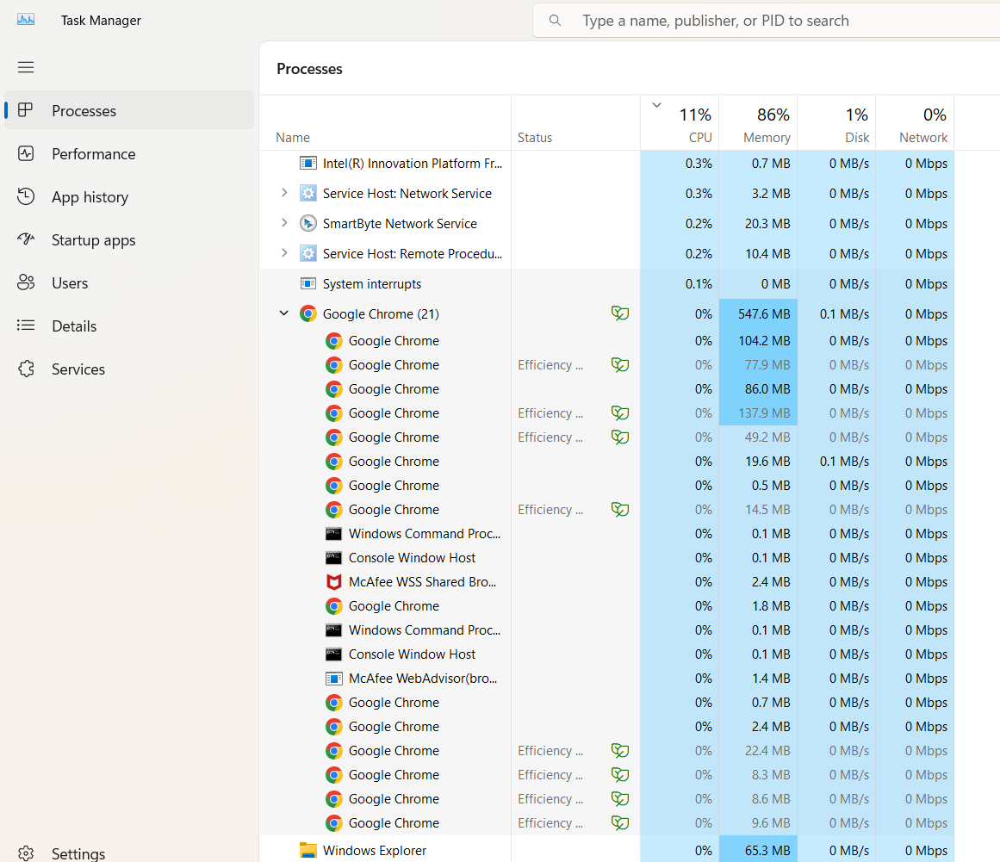 Task Manager
Type a name, publisher, or PID to search
Processes
Performance
App history
Startup apps
Users
Details
Services
Settings
Processes
11% 86% 1% 0%
Name Status CPU Memory Disk Network
Intel(R) Innovation Platform Fr... 0.3% 0.7 MB 0 MB/s 0 Mbps
Service Host: Network Service 0.3% 3.2 MB 0 MB/s 0 Mbps
SmartByte Network Service 0.2% 20.3 MB 0 MB/s 0 Mbps
Service Host: Remote Procedu... 0.2% 10.4 MB 0 MB/s 0 Mbps
System interrupts 0.1% 0 MB 0 MB/s 0 Mbps
Google Chrome (21) 0% 547.6 MB 0.1 MB/s 0 Mbps
Google Chrome 0% 104.2 MB 0 MB/s 0 Mbps
Google Chrome Efficiency ... 0% 77.9 MB 0 MB/s 0 Mbps
Google Chrome 0% 86.0 MB 0 MB/s 0 Mbps
Google Chrome Efficiency ... 0% 137.9 MB 0 MB/s 0 Mbps
Google Chrome Efficiency ... 0% 49.2 MB 0 MB/s 0 Mbps
Google Chrome 0% 19.6 MB 0.1 MB/s 0 Mbps
Google Chrome 0% 0.5 MB 0 MB/s 0 Mbps
Google Chrome Efficiency ... 0% 14.5 MB 0 MB/s 0 Mbps
Windows Command Proc... 0% 0.1 MB 0 MB/s 0 Mbps
Console Window Host 0% 0.1 MB 0 MB/s 0 Mbps
McAfee WSS Shared Bro... 0% 2.4 MB 0 MB/s 0 Mbps
Google Chrome 0% 1.8 MB 0 MB/s 0 Mbps
Windows Command Proc... 0% 0.1 MB 0 MB/s 0 Mbps
Console Window Host 0% 0.1 MB 0 MB/s 0 Mbps
McAfee WebAdvisor(bro... 0% 1.4 MB 0 MB/s 0 Mbps
Google Chrome 0% 0.7 MB 0 MB/s 0 Mbps
Google Chrome 0% 2.4 MB 0 MB/s 0 Mbps
Google Chrome Efficiency ... 0% 22.4 MB 0 MB/s 0 Mbps
Google Chrome Efficiency ... 0% 8.3 MB 0 MB/s 0 Mbps
Google Chrome Efficiency ... 0% 8.6 MB 0 MB/s 0 Mbps
Google Chrome Efficiency ... 0% 9.6 MB 0 MB/s 0 Mbps
Windows Explorer 0% 65.3 MB 0 MB/s 0 Mbps